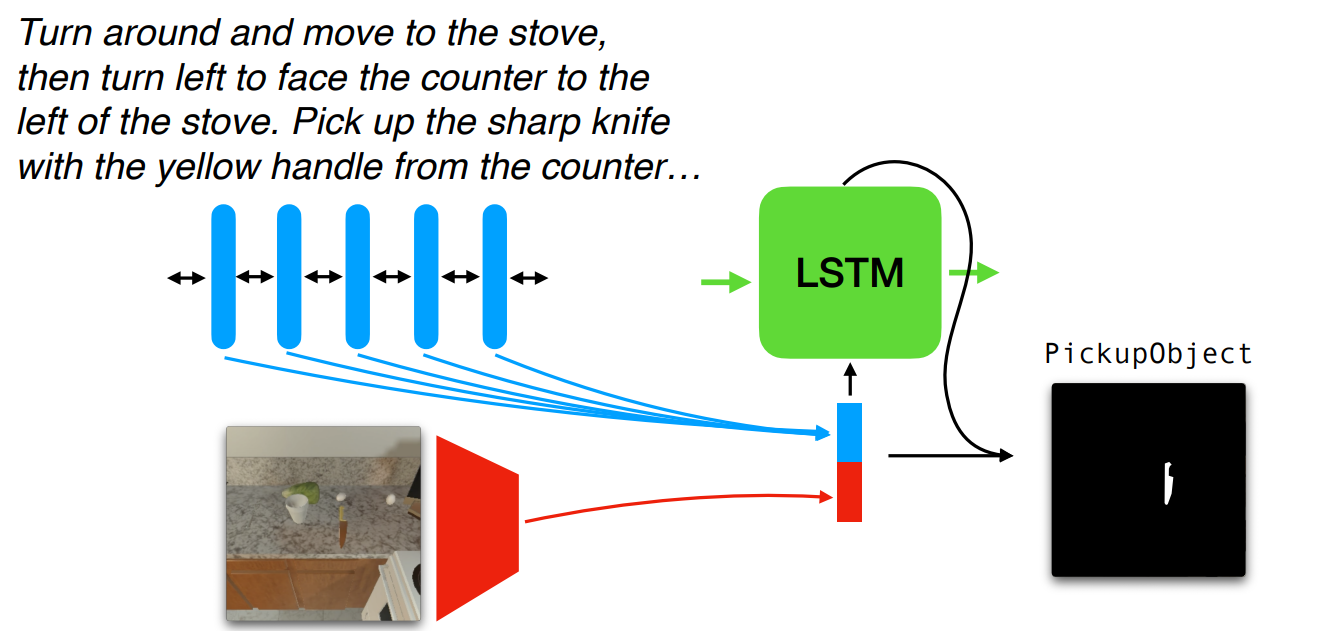 Turn around and move to the stove,
then turn left to face the counter to the
left of the stove. Pick up the sharp knife
with the yellow handle from the counter…
LSTM
PickupObject